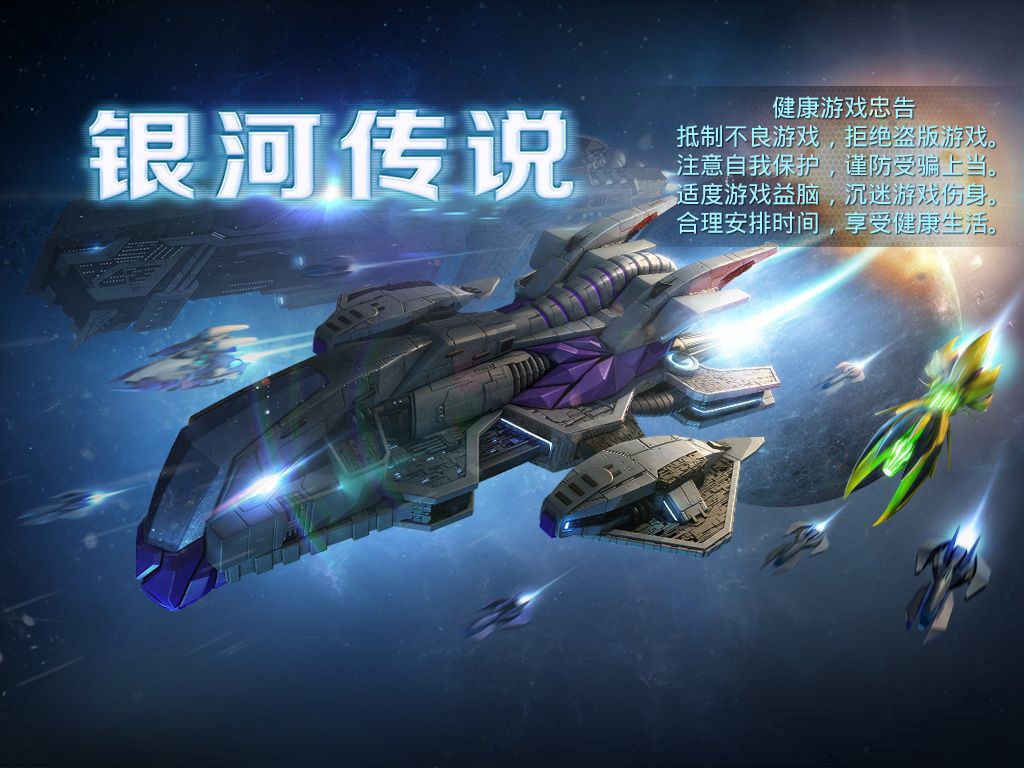 银河传说
健康游戏忠告
抵制不良游戏，拒绝盗版游戏。
注意自我保护，谨防受骗上当。
适度游戏益脑，沉迷游戏伤身。
合理安排时间，享受健康生活。